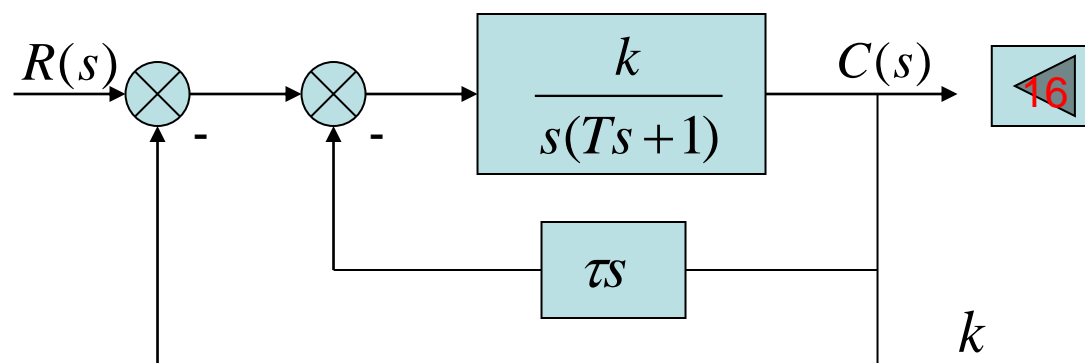 R(s)
-
-
k
s(Ts + 1)
C(s)
16
τs
k